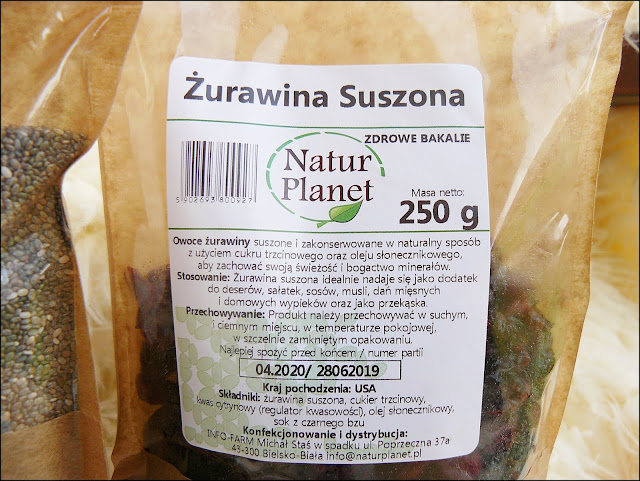 Żurawina Suszona
ZDROWE BAKALIE
Natur
Planet
Masa netto:
250 g
5902693800927
Owoce żurawiny suszone i zakonserwowane w naturalny sposób
z użyciem cukru trzcinowego oraz oleju słonecznikowego,
aby zachować swoją świeżość i bogactwo minerałów.
Stosowanie: Żurawina suszona idealnie nadaje się jako dodatek
do deserów, sałatek, sosów, musli, dań mięsnych
i domowych wypieków oraz jako przekąska.
Przechowywanie: Produkt należy przechowywać w suchym,
i ciemnym miejscu, w temperaturze pokojowej,
w szczelnie zamkniętym opakowaniu.
Najlepiej spożyć przed końcem / numer partii
04.2020/ 28062019
Kraj pochodzenia: USA
Składniki: żurawina suszona, cukier trzcinowy,
kwas cytrynowy (regulator kwasowości), olej słonecznikowy,
sok z czarnego bzu
Konfekcjonowanie i dystrybucja:
INFO-FARM Michał Staś w spadku ul. Poprzeczna 37a
43-300 Bielsko-Biała info@naturplanet.pl